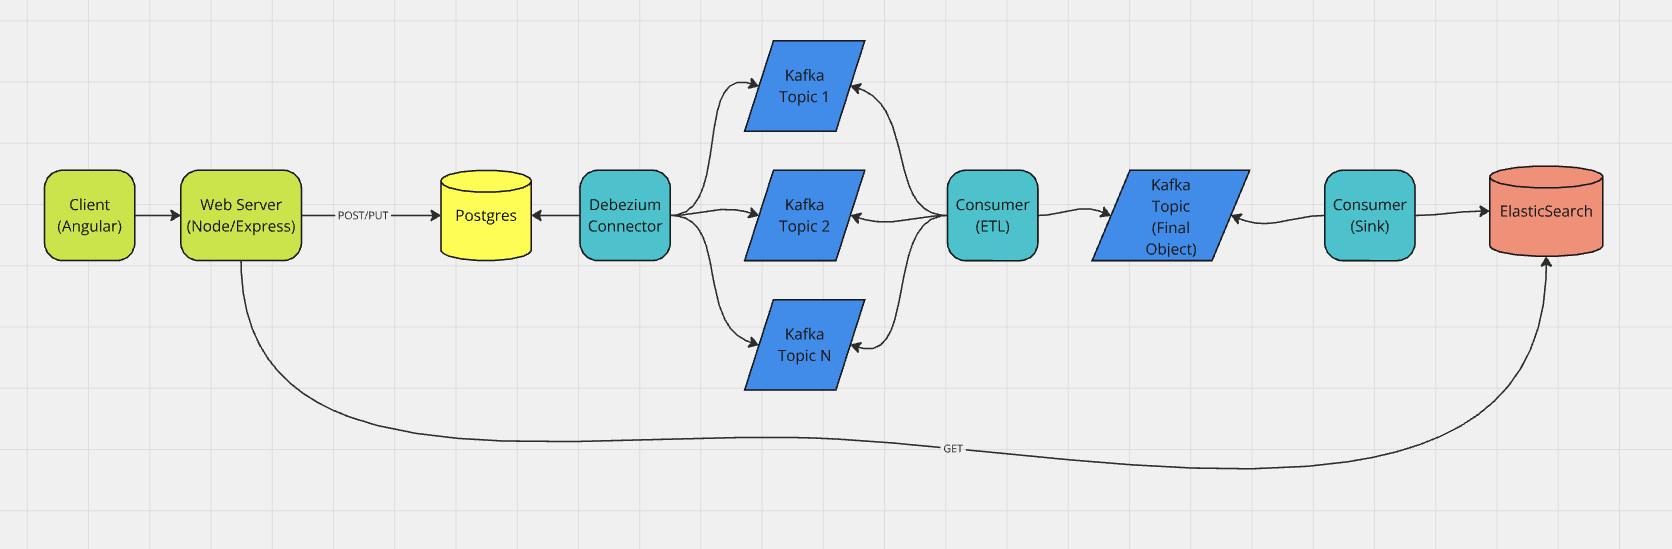 Client
(Angular)
Web Server
(Node/Express)
POST/PUT
Postgres
Debezium
Connector
Kafka
Topic 1
Kafka
Topic 2
Kafka
Topic N
Consumer
(ETL)
Kafka
Topic
(Final
Object)
Consumer
(Sink)
ElasticSearch
GET